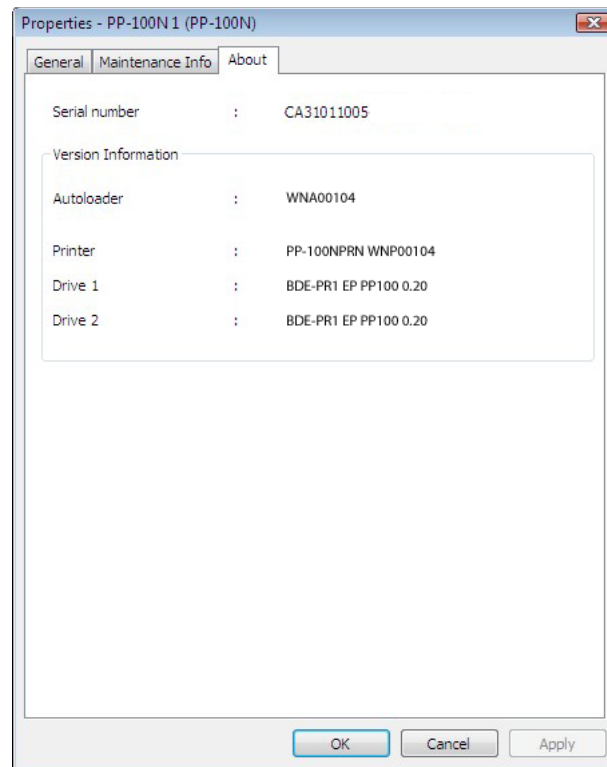 Properties - PP-100N 1 (PP-100N)
General Maintenance Info About
Serial number : CA31011005
Version Information
Autoloader : WNA00104
Printer : PP-100NPRN WNP00104
Drive 1 : BDE-PR1 EP PP100 0.20
Drive 2 : BDE-PR1 EP PP100 0.20
OK Cancel Apply